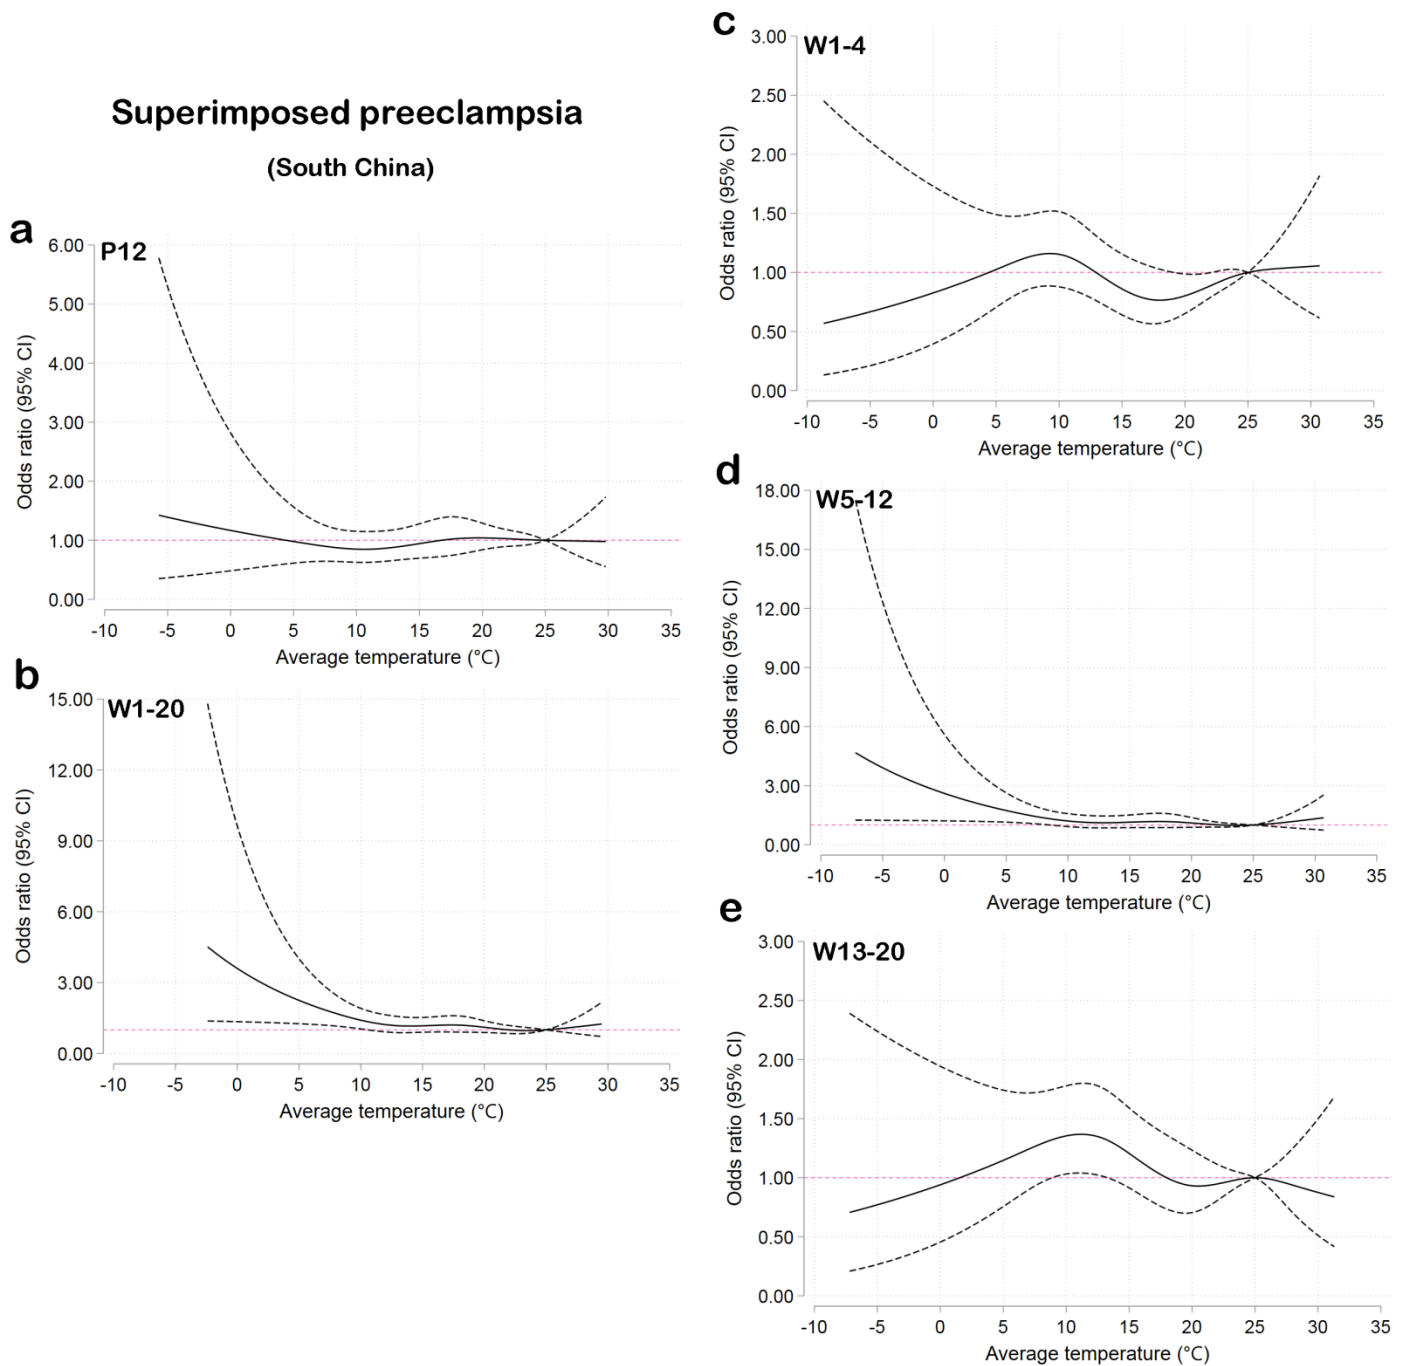 Superimposed preeclampsia
(South China)
a
P12
6.00
5.00
4.00
3.00
2.00
1.00
0.00
Odds ratio (95% CI)
-10 -5 0 5 10 15 20 25 30 35
Average temperature (°C)
b
W1-20
15.00
12.00
9.00
6.00
3.00
0.00
Odds ratio (95% CI)
-10 -5 0 5 10 15 20 25 30 35
Average temperature (°C)
c
W1-4
3.00
2.50
2.00
1.50
1.00
0.50
0.00
Odds ratio (95% CI)
-10 -5 0 5 10 15 20 25 30 35
Average temperature (°C)
d
W5-12
18.00
15.00
12.00
9.00
6.00
3.00
0.00
Odds ratio (95% CI)
-10 -5 0 5 10 15 20 25 30 35
Average temperature (°C)
e
W13-20
3.00
2.50
2.00
1.50
1.00
0.50
0.00
Odds ratio (95% CI)
-10 -5 0 5 10 15 20 25 30 35
Average temperature (°C)